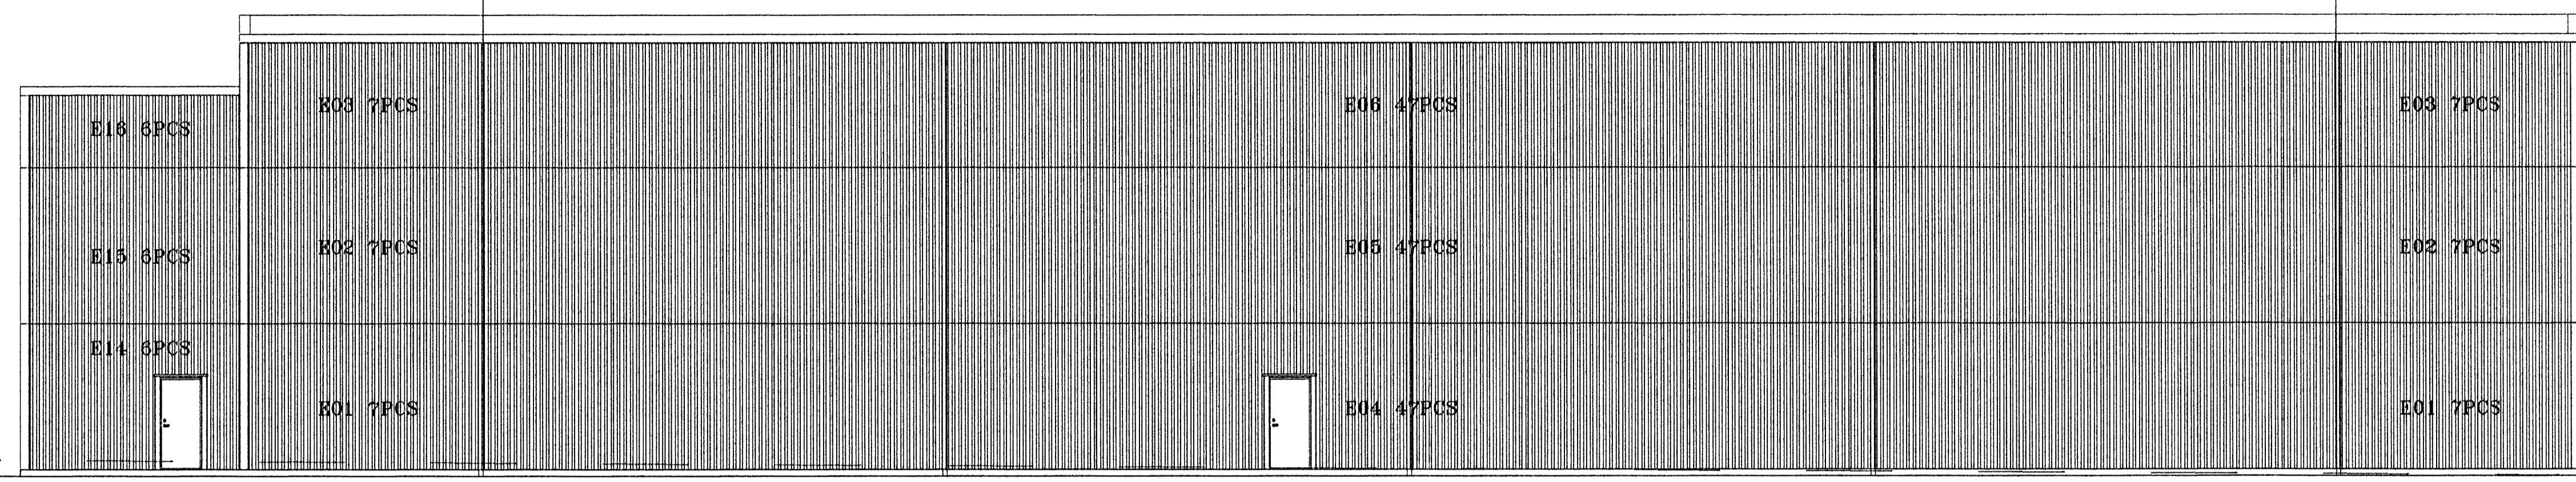 E03 7PCS E06 47PCS E03 7PCS
E16 6PCS
E02 7PCS E05 47PCS E02 7PCS
E15 6PCS
E14 6PCS
E01 7PCS E04 47PCS E01 7PCS